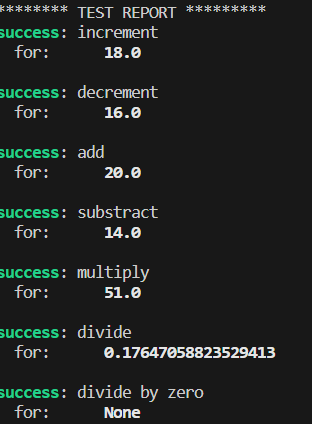 ******** TEST REPORT *********
success: increment
for: 18.0
success: decrement
for: 16.0
success: add
for: 20.0
success: substract
for: 14.0
success: multiply
for: 51.0
success: divide
for: 0.17647058823529413
success: divide by zero
for: None